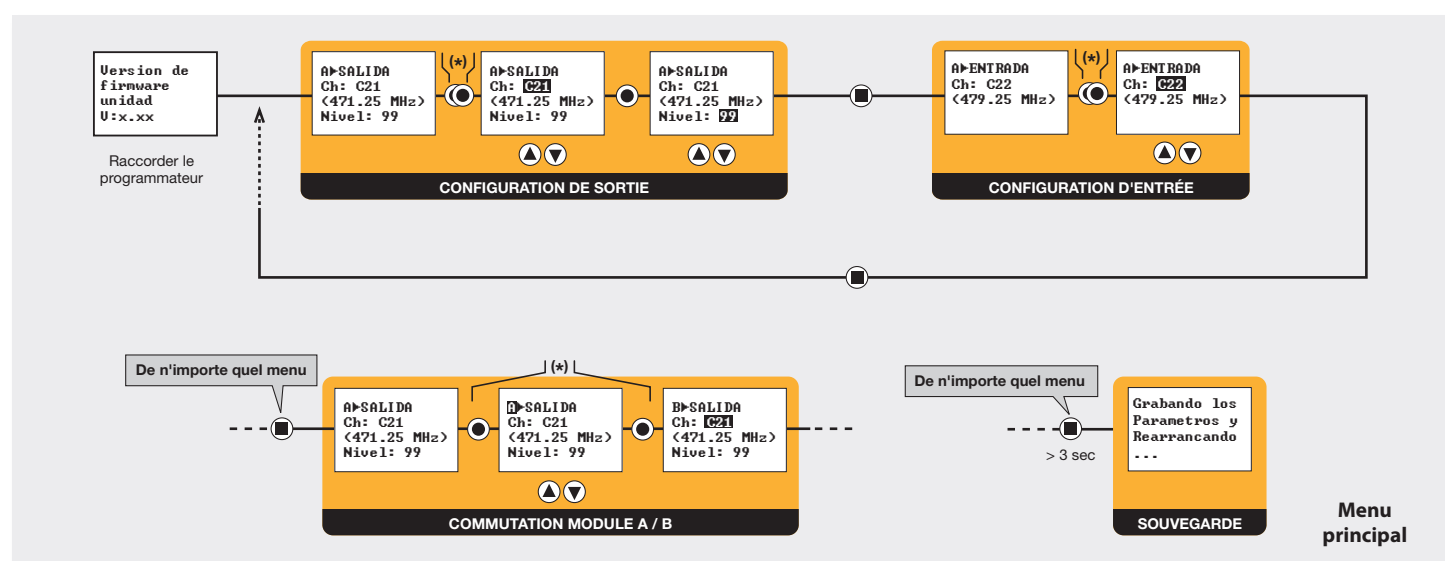 Version de
firmware
unidad
V:x.xx
Raccorder le
programmateur
A▶SALIDA
Ch: C21
(471.25 MHz)
Nivel: 99
(*)
A▶SALIDA
Ch: C21
(471.25 MHz)
Nivel: 99
A▶SALIDA
Ch: C21
(471.25 MHz)
Nivel: 99
CONFIGURATION DE SORTIE
A▶ENTRADA
Ch: C22
(479.25 MHz)
(*)
A▶ENTRADA
Ch: C22
(479.25 MHz)
CONFIGURATION D'ENTRÉE
De n'importe quel menu
(*)
A▶SALIDA
Ch: C21
(471.25 MHz)
Nivel: 99
A▶SALIDA
Ch: C21
(471.25 MHz)
Nivel: 99
B▶SALIDA
Ch: C21
(471.25 MHz)
Nivel: 99
COMMUTATION MODULE A / B
De n'importe quel menu
> 3 sec
Grabando los
Parametros y
Rearrancando
...
SOUVEGARDE
Menu
principal